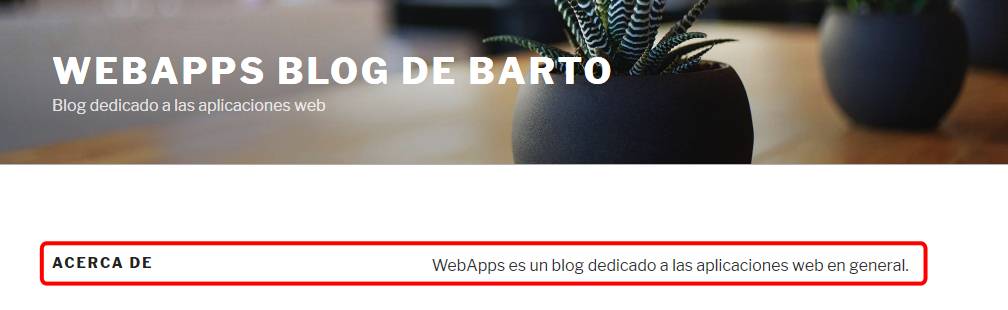 WEBAPPS BLOG DE BARTO
Blog dedicado a las aplicaciones web
ACERCA DE
WebApps es un blog dedicado a las aplicaciones web en general.